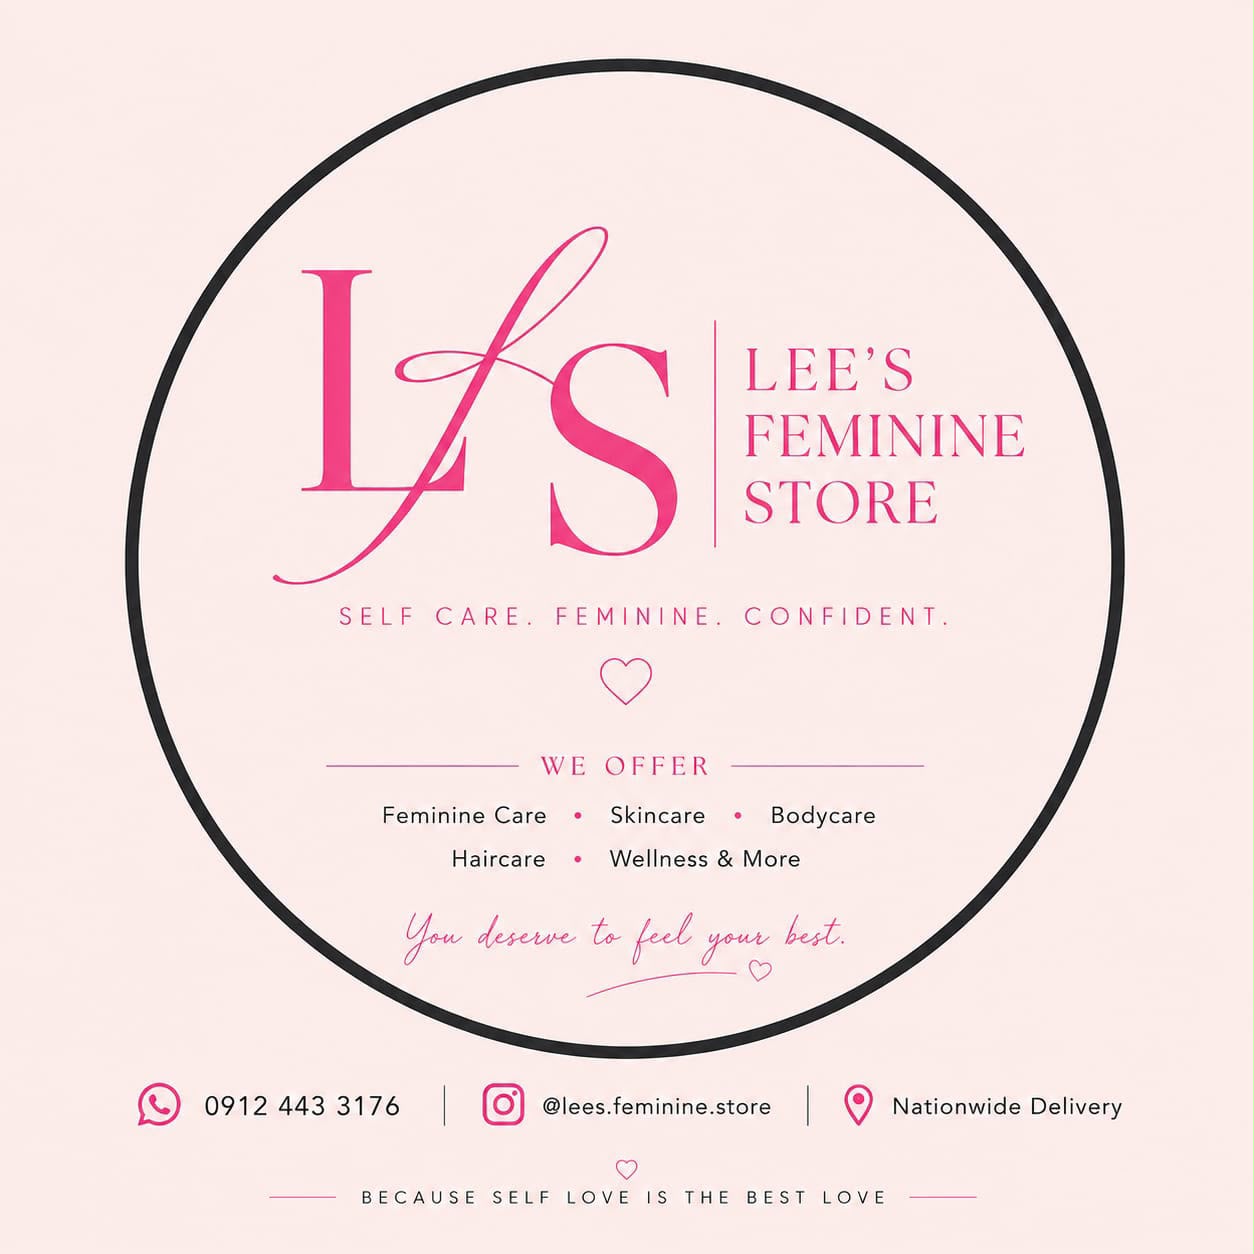 LfS
LEE'S
FEMININE
STORE
SELF CARE. FEMININE. CONFIDENT.
WE OFFER
Feminine Care • Skincare • Bodycare
Haircare • Wellness & More
You deserve to feel your best.
0912 443 3176 | @lees.feminine.store | Nationwide Delivery
BECAUSE SELF LOVE IS THE BEST LOVE